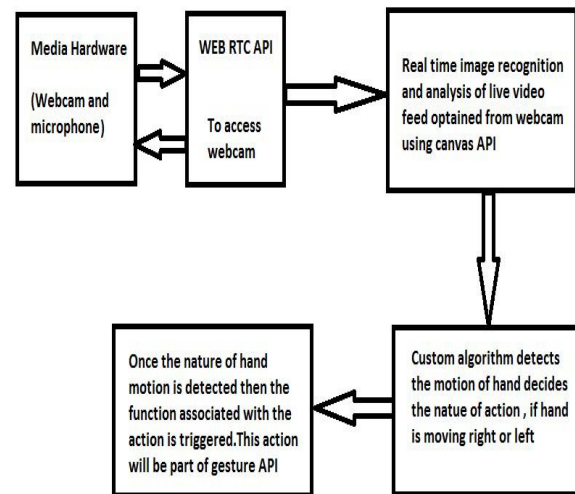 Media Hardware
(Webcam and
microphone)
WEB RTC API
To access
webcam
Real time image recognition
and analysis of live video
feed optained from webcam
using canvas API
Custom algorithm detects
the motion of hand decides
the natue of action , if hand
is moving right or left
Once the nature of hand
motion is detected then the
function associated with the
action is triggered.This action
will be part of gesture API